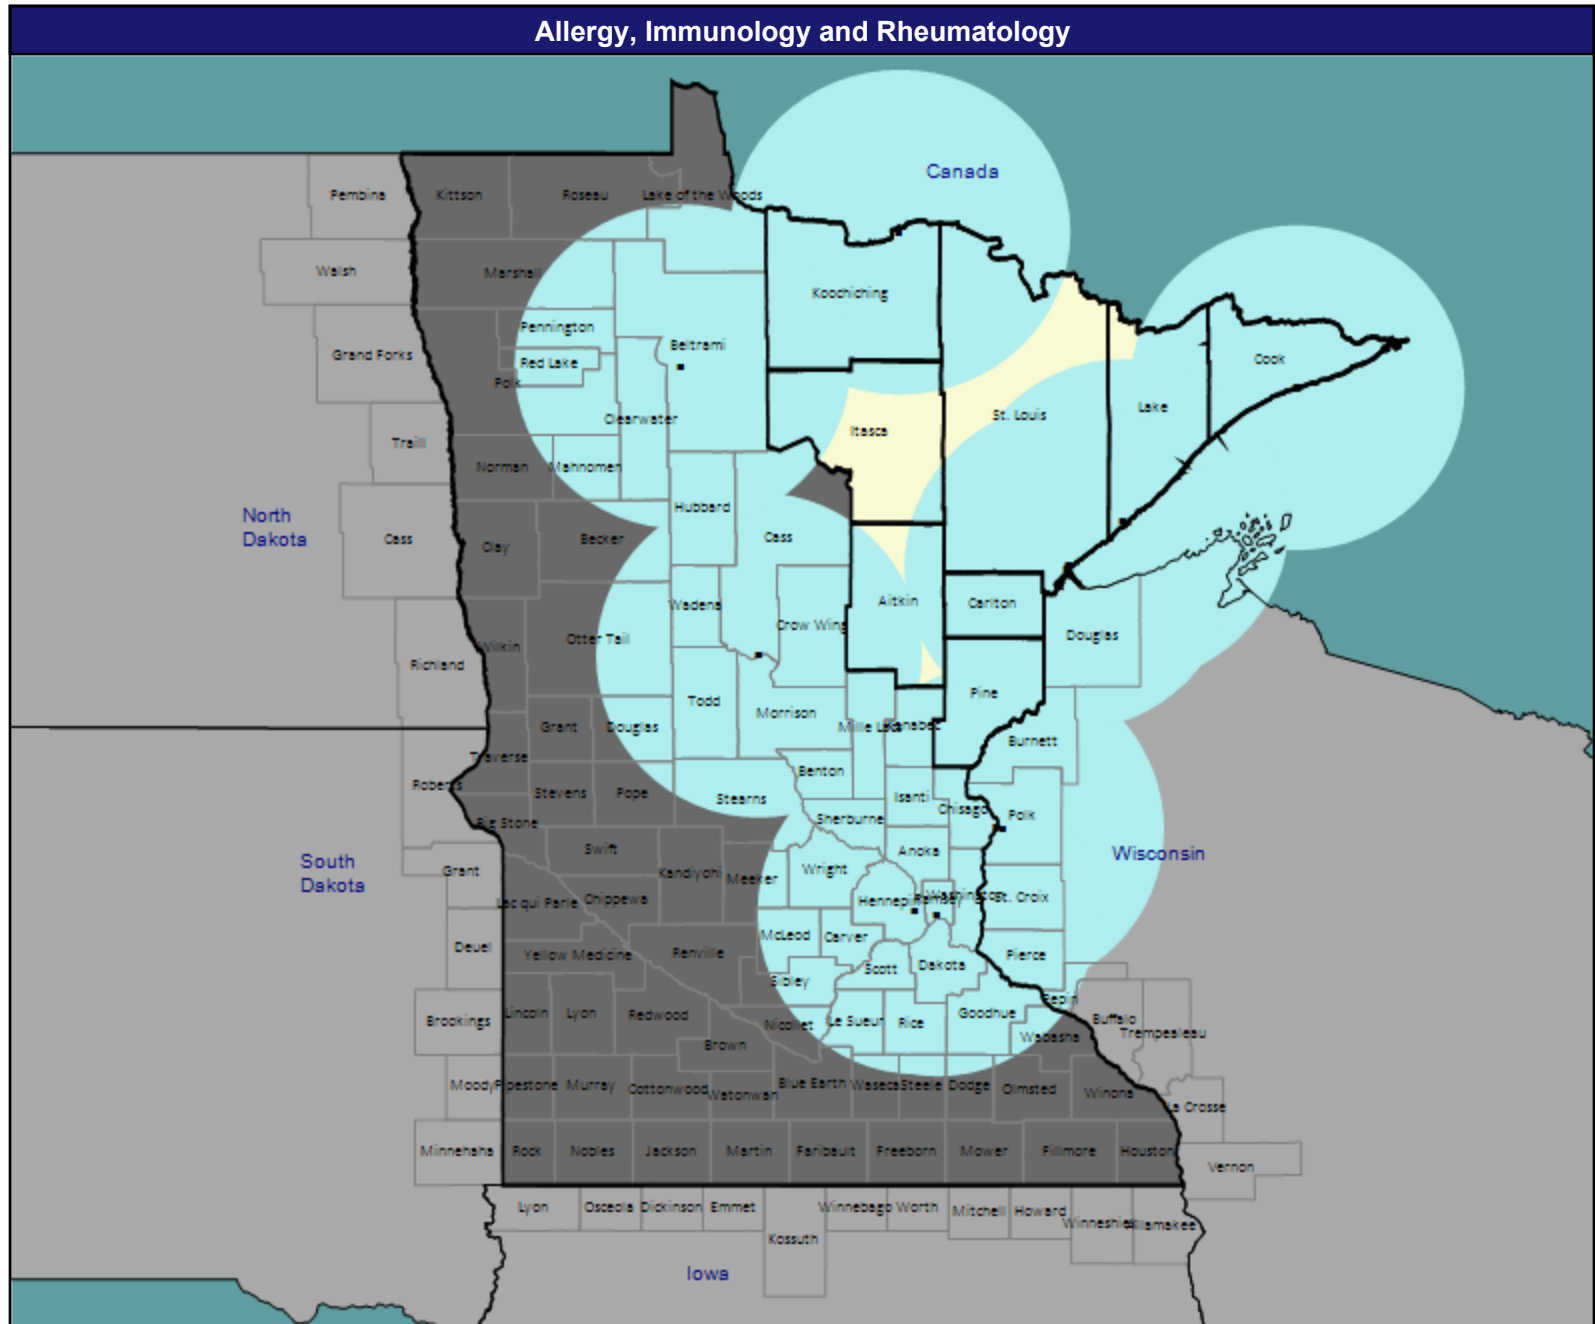 Allergy, Immunology and Rheumatology
Canada
Pembina
Kittson
Roseau
Lake of the Woods
Walsh
Marshall
Koochiching
Pennington
Grand Forks
Red Lake
Beltrami
Cook
Polk
Clearwater
St. Louis
Lake
Itasca
Traill
Norman
Mahnomen
Hubbard
North
Dakota
Cass
Clay
Becker
Cass
Wadena
Aitkin
Carlton
Crow Wing
Otter Tail
Wilkin
Douglas
Richland
Todd
Morrison
Pine
Grant
Douglas
Mille Lacs
Kanabec
Burnett
Traverse
Benton
Roberts
Stevens
Pope
Stearns
Isanti
Chisago
Polk
Big Stone
Sherburne
Swift
Anoka
Wisconsin
South
Dakota
Grant
Kandiyohi
Meeker
Wright
Lac qui Parle
Chippewa
Hennepin
Ramsey
Washington
St. Croix
Deuel
McLeod
Carver
Yellow Medicine
Renville
Scott
Dakota
Pierce
Sibley
Pepin
Brookings
Lincoln
Lyon
Redwood
Nicollet
Le Sueur
Rice
Goodhue
Buffalo
Trempealeau
Wabasha
Brown
Moody
Pipestone
Murray
Cottonwood
Watonwan
Blue Earth
Waseca
Steele
Dodge
Olmsted
Winona
La Crosse
Minnehaha
Rock
Nobles
Jackson
Martin
Faribault
Freeborn
Mower
Fillmore
Houston
Vernon
Lyon
Osceola
Dickinson
Emmet
Winnebago
Worth
Mitchell
Howard
Winneshiek
Allamakee
Kossuth
Iowa